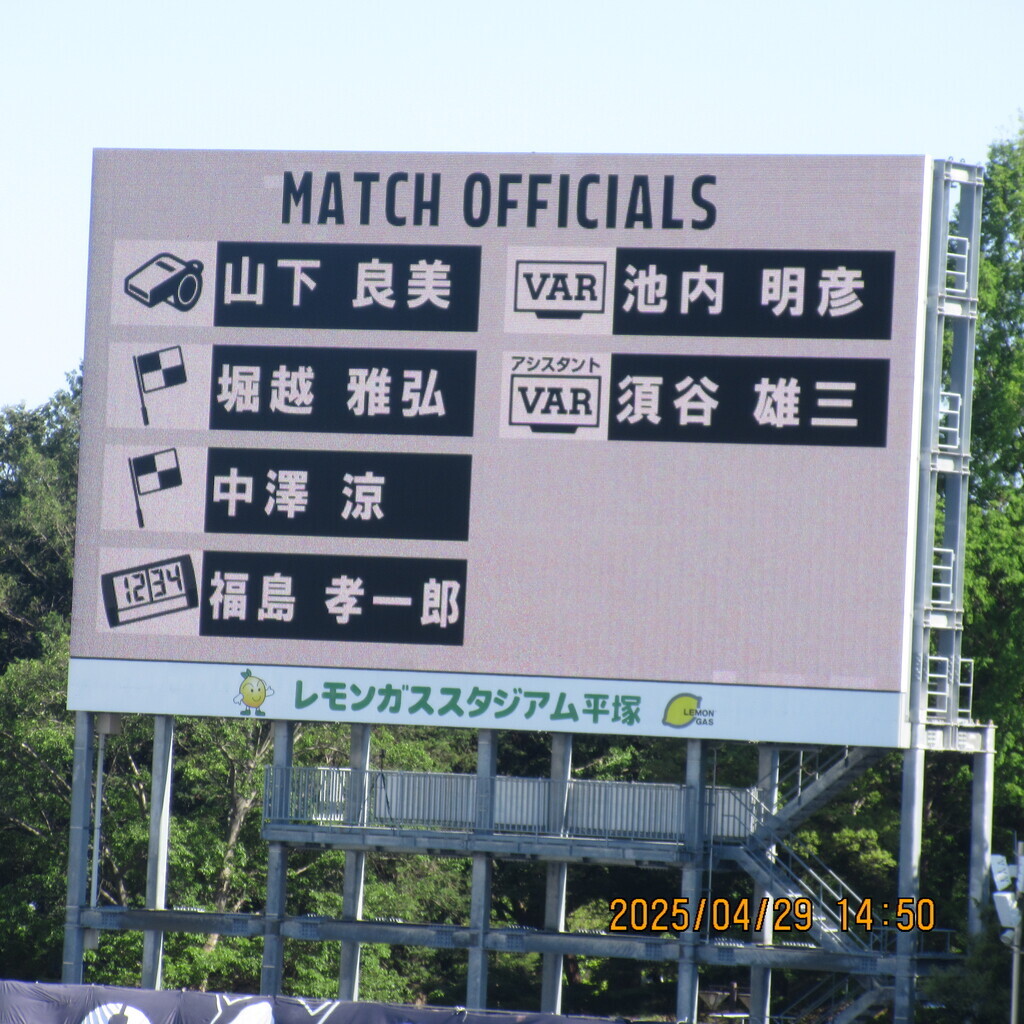 MATCH OFFICIALS
山下 良美
VAR 池内 明彦
堀越 雅弘
アシスタント
VAR 須谷 雄三
中澤 涼
1234 福島 孝一郎
レモンガススタジアム平塚 LEMON GAS
2025/04/29 14:50